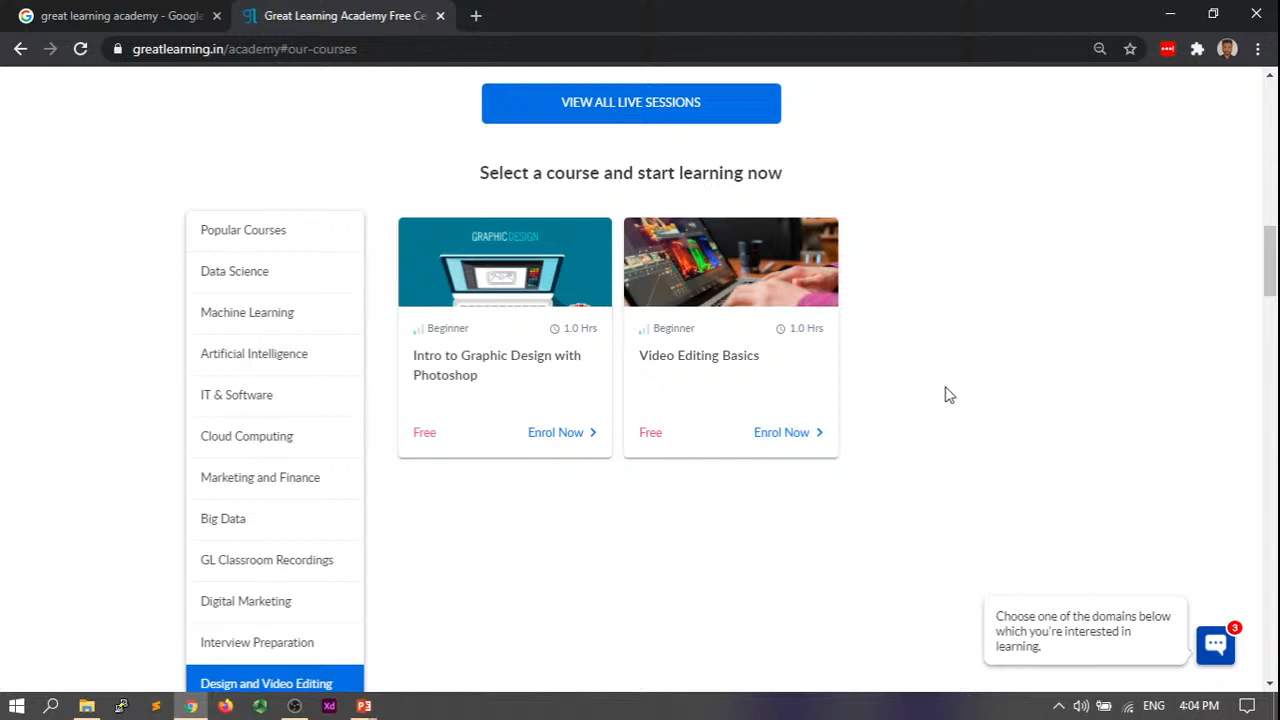 great learning academy - Google
Great Learning Academy Free Ce
greatlearning.in/academy#our-courses
VIEW ALL LIVE SESSIONS
Select a course and start learning now
Popular Courses
Data Science
Machine Learning
Artificial Intelligence
IT & Software
Cloud Computing
Marketing and Finance
Big Data
GL Classroom Recordings
Digital Marketing
Interview Preparation
Design and Video Editing
GRAPHICDESIGN
Beginner 1.0 Hrs
Intro to Graphic Design with
Photoshop
Free Enrol Now
Beginner 1.0 Hrs
Video Editing Basics
Free Enrol Now
Choose one of the domains below
which you're interested in
learning.
3
ENG 4:04 PM